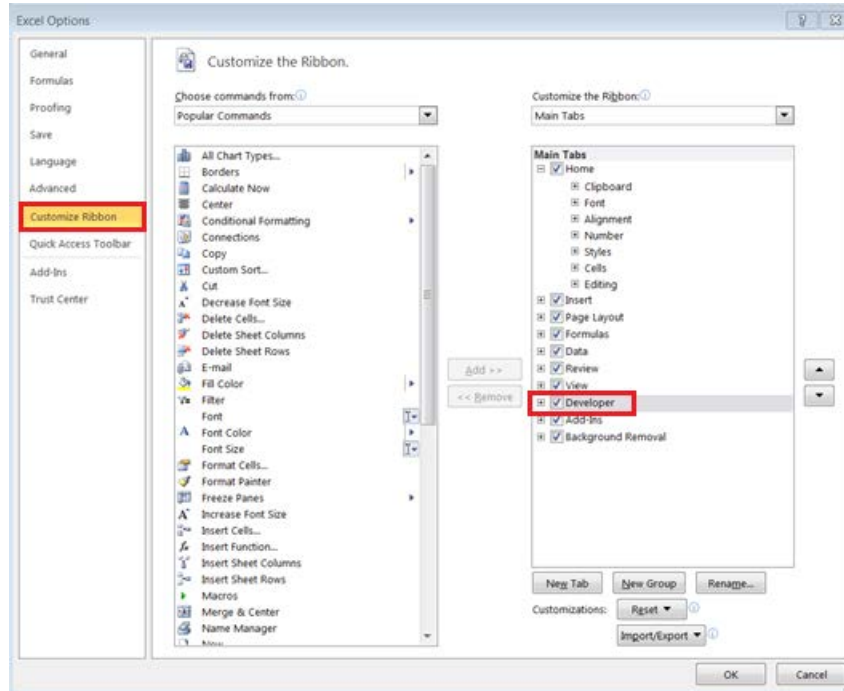 Excel Options
General
Formulas
Proofing
Save
Language
Advanced
Customize Ribbon
Quick Access Toolbar
Add-Ins
Trust Center
Customize the Ribbon.
Choose commands from:
Popular Commands
All Chart Types...
Borders
Calculate Now
Center
Conditional Formatting
Connections
Copy
Custom Sort...
Cut
Decrease Font Size
Delete Cells...
Delete Sheet Columns
Delete Sheet Rows
E-mail
Fill Color
Filter
Font
Font Color
Font Size
Format Cells...
Format Painter
Freeze Panes
Increase Font Size
Insert Cells...
Insert Function...
Insert Sheet Columns
Insert Sheet Rows
Macros
Merge & Center
Name Manager
Add >>
<< Remove
Customize the Ribbon:
Main Tabs
Main Tabs
Home
Clipboard
Font
Alignment
Number
Styles
Cells
Editing
Insert
Page Layout
Formulas
Data
Review
View
Developer
Add-Ins
Background Removal
New Tab
New Group
Rename...
Customizations:
Reset
Import/Export
OK
Cancel